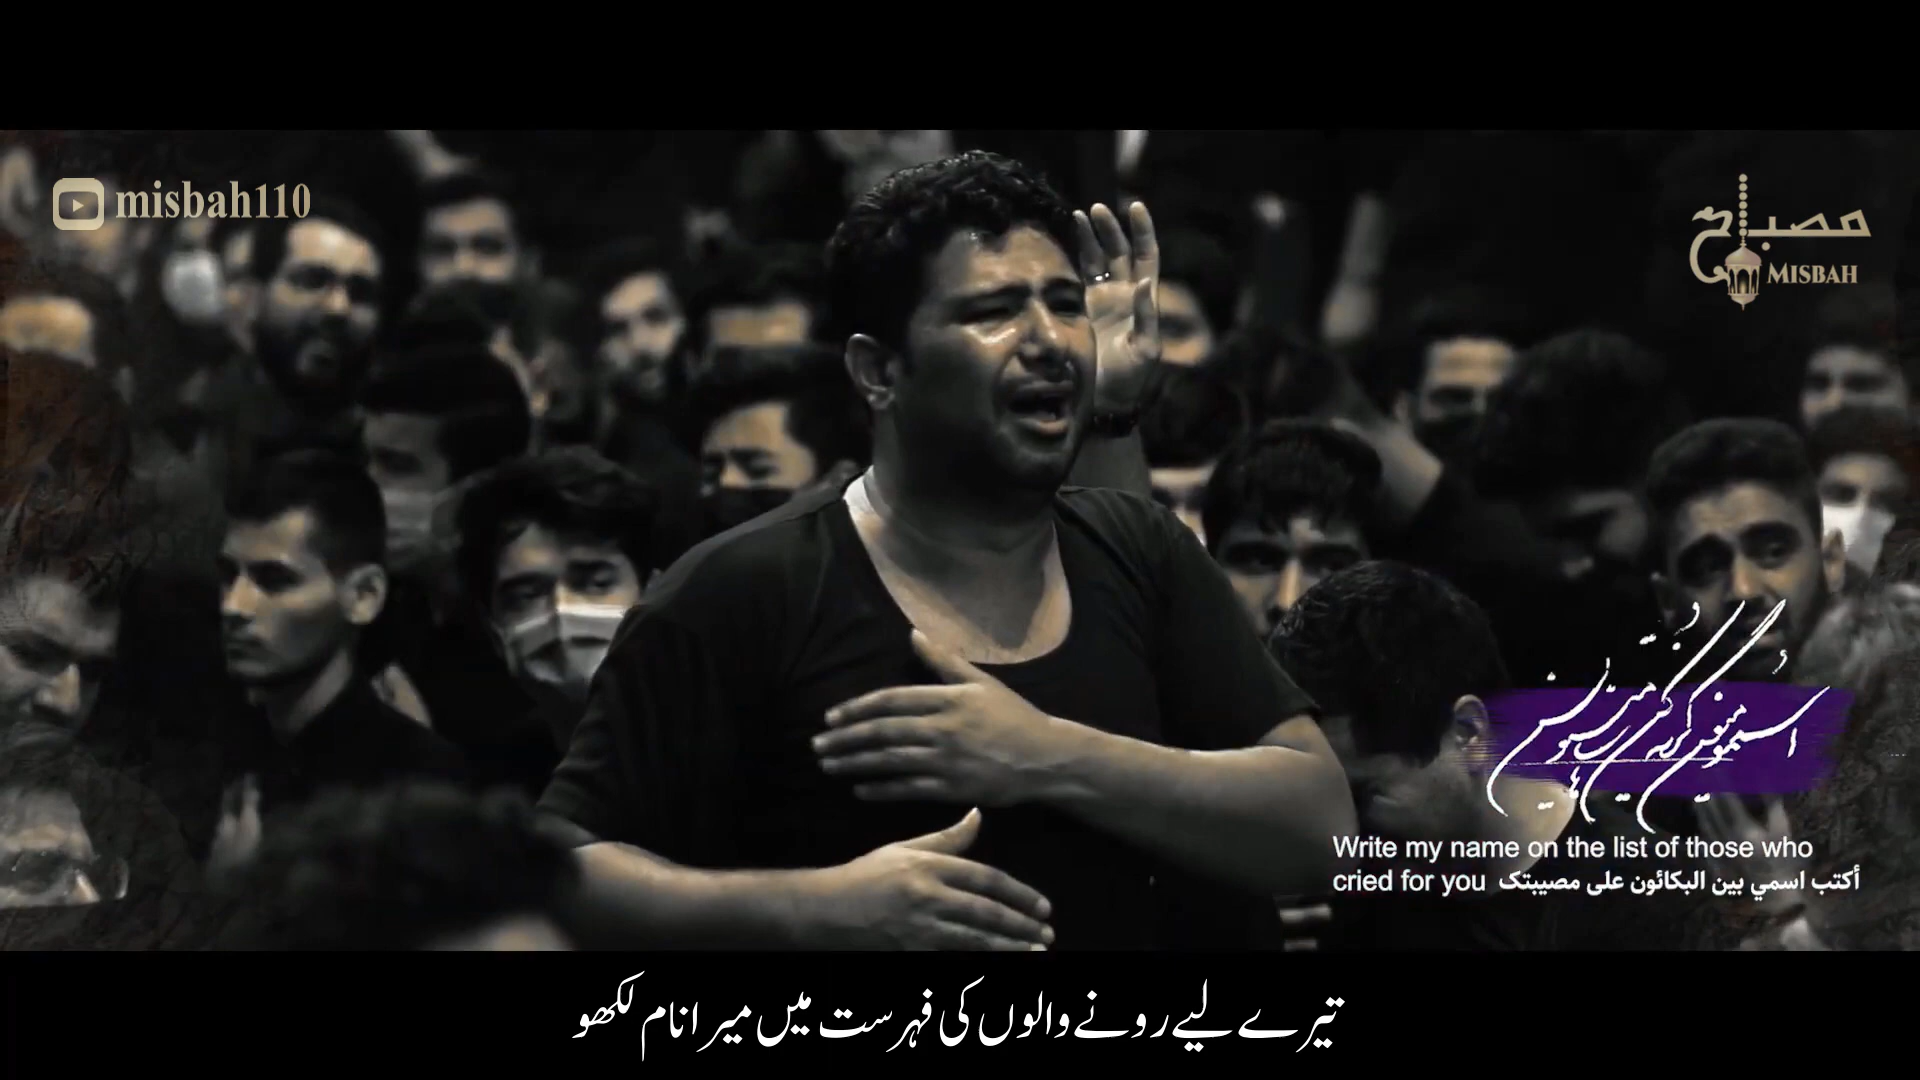 misbah110
مصباح
MISBAH
Write my name on the list of those who
cried for you أكتب اسمي بين البكائون على مصيبتک
تیرے لیے رونے والوں کی فہرست میں میرا نام لکھو